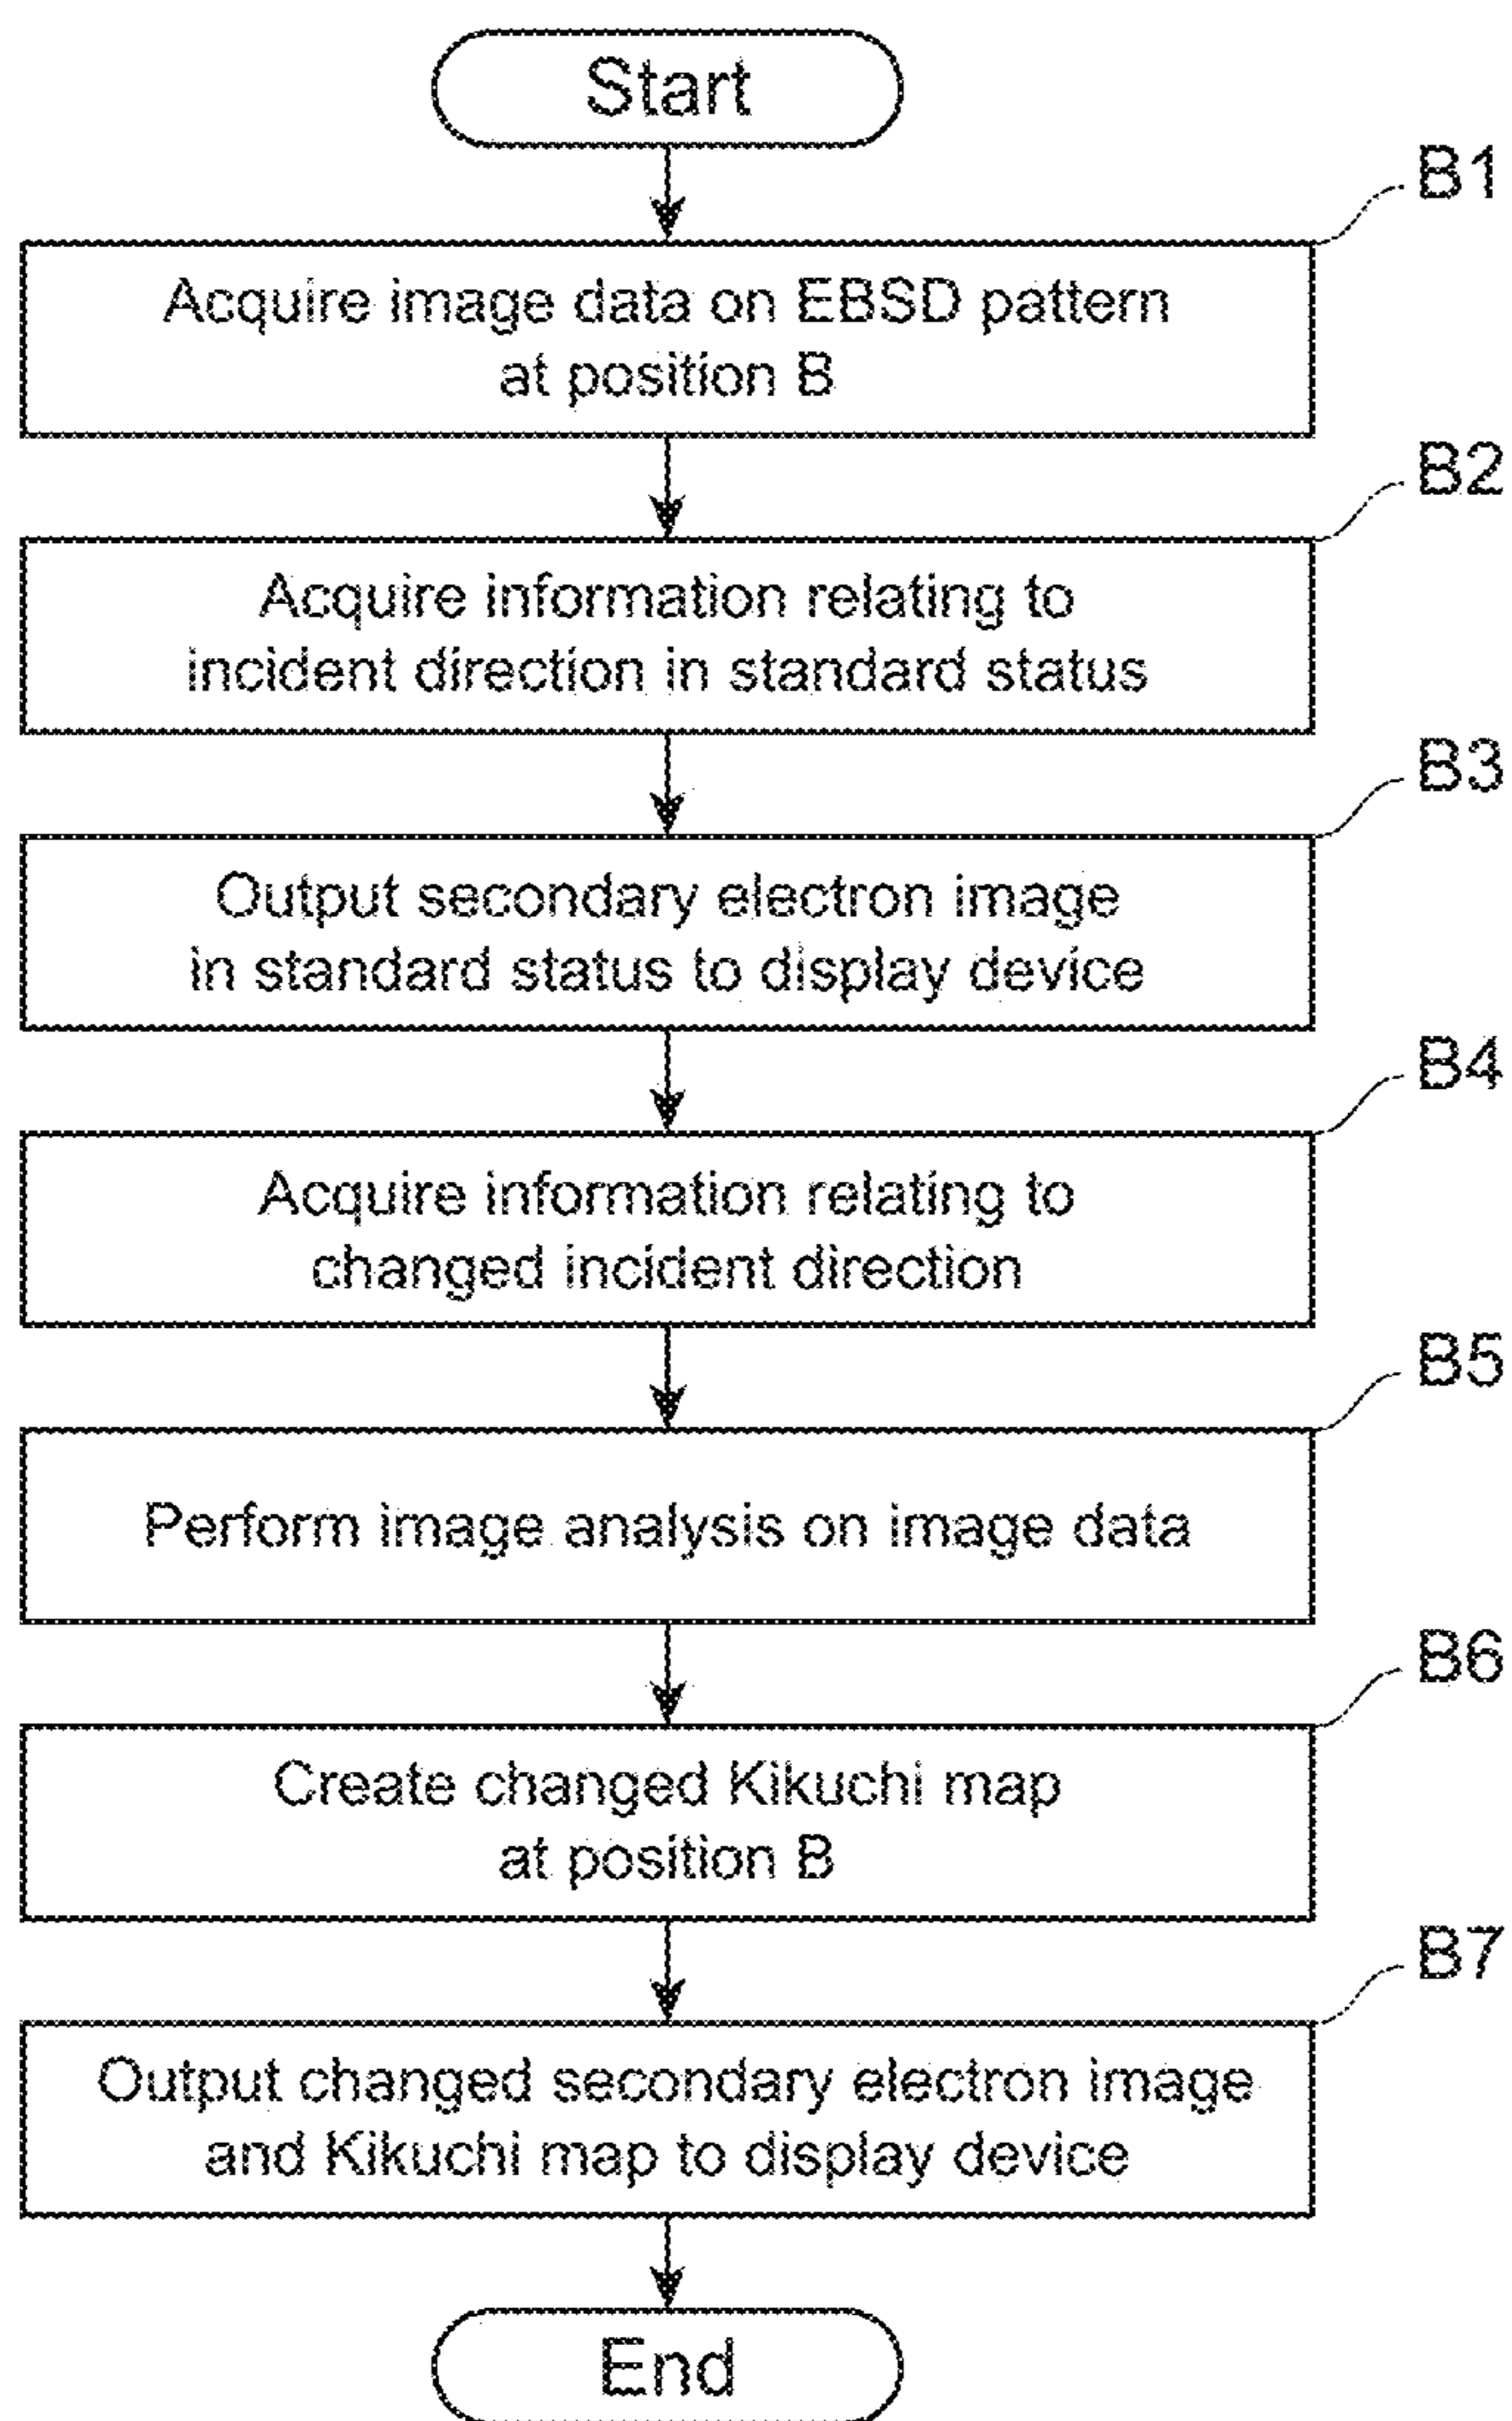 Start
B1
Acquire image data on EBSD pattern
at position B
B2
Acquire information relating to
incident direction in standard status
B3
Output secondary electron image
in standard status to display device
B4
Acquire information relating to
changed incident direction
B5
Perform image analysis on image data
B6
Create changed Kikuchi map
at position B
B7
Output changed secondary electron image
and Kikuchi map to display device
End